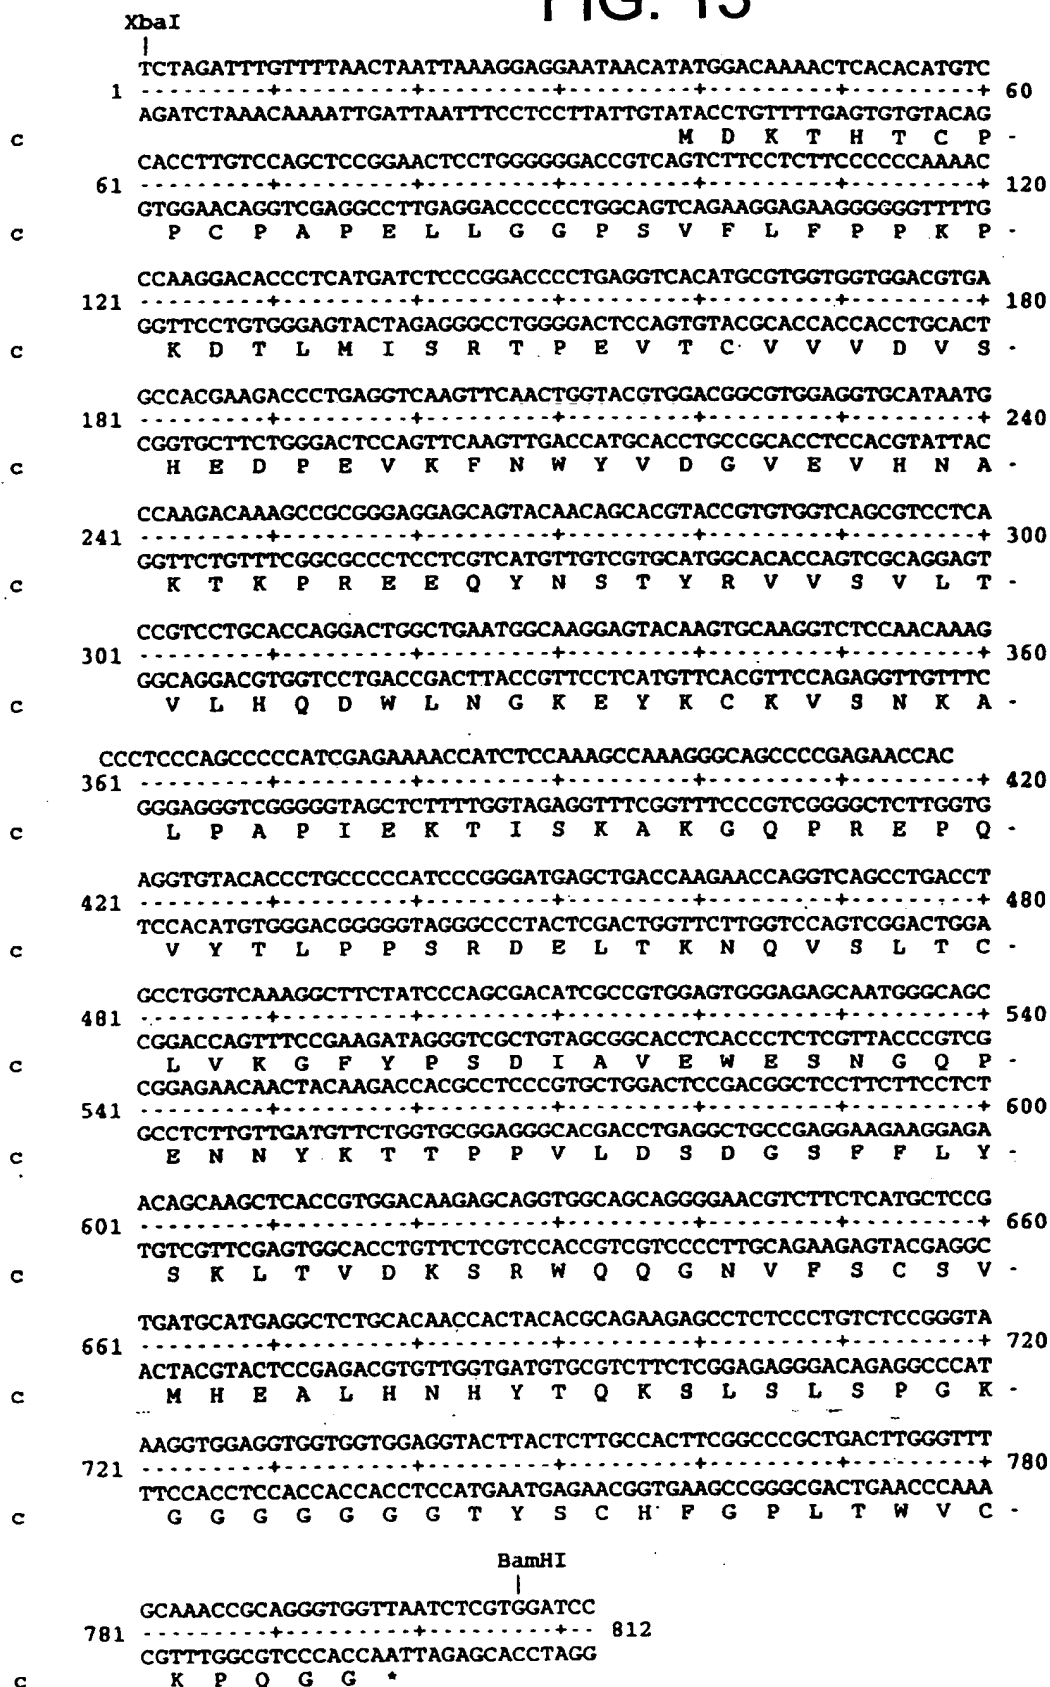 FIG. 15
XbaI
|
TCTAGATTTGTTTTAACTAATTAAAGGAGGAATAACATATGGACAAAACTCACACATGTC
1 ---------+---------+---------+---------+---------+---------+ 60
AGATCTAAACAAAATTGATTAATTTCCTCCTTATTGTATACCTGTTTTGAGTGTGTACAG
c M D K T H T C P -
CACCTTGTCCAGCTCCGGAACTCCTGGGGGGACCGTCAGTCTTCCTCTTCCCCCCAAAAC
61 ---------+---------+---------+---------+---------+---------+ 120
GTGGAACAGGTCGAGGCCTTGAGGACCCCCCTGGCAGTCAGAAGGAGAAGGGGGGTTTTG
c P C P A P E L L G G P S V F L F P P K P -
CCAAGGACACCCTCATGATCTCCCGGACCCCTGAGGTCACATGCGTGGTGGTGGACGTGA
121 ---------+---------+---------+---------+---------+---------+ 180
GGTTCCTGTGGGAGTACTAGAGGGCCTGGGGACTCCAGTGTACGCACCACCACCTGCACT
c K D T L M I S R T P E V T C V V V D V S -
GCCACGAAGACCCTGAGGTCAAGTTCAACTGGTACGTGGACGGCGTGGAGGTGCATAATG
181 ---------+---------+---------+---------+---------+---------+ 240
CGGTGCTTCTGGGACTCCAGTTCAAGTTGACCATGCACCTGCCGCACCTCCACGTATTAC
c H E D P E V K F N W Y V D G V E V H N A -
CCAAGACAAAGCCGCGGGAGGAGCAGTACAACAGCACGTACCGTGTGGTCAGCGTCCTCA
241 ---------+---------+---------+---------+---------+---------+ 300
GGTTCTGTTTCGGCGCCCTCCTCGTCATGTTGTCGTGCATGGCACACCAGTCGCAGGAGT
c K T K P R E E Q Y N S T Y R V V S V L T -
CCGTCCTGCACCAGGACTGGCTGAATGGCAAGGAGTACAAGTGCAAGGTCTCCAACAAAG
301 ---------+---------+---------+---------+---------+---------+ 360
GGCAGGACGTGGTCCTGACCGACTTACCGTTCCTCATGTTCACGTTCCAGAGGTTGTTTC
c V L H Q D W L N G K E Y K C K V S N K A -
CCCTCCCAGCCCCCATCGAGAAAACCATCTCCAAAGCCAAAGGGCAGCCCCGAGAACCAC
361 ---------+---------+---------+---------+---------+---------+ 420
GGGAGGGTCGGGGGTAGCTCTTTTGGTAGAGGTTTCGGTTTCCCGTCGGGGCTCTTGGTG
c L P A P I E K T I S K A K G Q P R E P Q -
AGGTGTACACCCTGCCCCCATCCCGGGATGAGCTGACCAAGAACCAGGTCAGCCTGACCT
421 ---------+---------+---------+---------+---------+---------+ 480
TCCACATGTGGGACGGGGGTAGGGCCCTACTCGACTGGTTCTTGGTCCAGTCGGACTGGA
c V Y T L P P S R D E L T K N Q V S L T C -
GCCTGGTCAAAGGCTTCTATCCCAGCGACATCGCCGTGGAGTGGGAGAGCAATGGGCAGC
481 ---------+---------+---------+---------+---------+---------+ 540
CGGACCAGTTTCCGAAGATAGGGTCGCTGTAGCGGCACCTCACCCTCTCGTTACCCGTCG
c L V K G F Y P S D I A V E W E S N G Q P -
CGGAGAACAACTACAAGACCACGCCTCCCGTGCTGGACTCCGACGGCTCCTTCTTCCTCT
541 ---------+---------+---------+---------+---------+---------+ 600
GCCTCTTGTTGATGTTCTGGTGCGGAGGGCACGACCTGAGGCTGCCGAGGAAGAAGGAGA
c E N N Y K T T P P V L D S D G S F F L Y -
ACAGCAAGCTCACCGTGGACAAGAGCAGGTGGCAGCAGGGGAACGTCTTCTCATGCTCCG
601 ---------+---------+---------+---------+---------+---------+ 660
TGTCGTTCGAGTGGCACCTGTTCTCGTCCACCGTCGTCCCCTTGCAGAAGAGTACGAGGC
c S K L T V D K S R W Q Q G N V F S C S V -
TGATGCATGAGGCTCTGCACAACCACTACACGCAGAAGAGCCTCTCCCTGTCTCCGGGTA
661 ---------+---------+---------+---------+---------+---------+ 720
ACTACGTACTCCGAGACGTGTTGGTGATGTGCGTCTTCTCGGAGAGGGACAGAGGCCCAT
c M H E A L H N H Y T Q K S L S L S P G K -
AAGGTGGAGGTGGTGGTGGAGGTACTTACTCTTGCCACTTCGGCCCGCTGACTTGGGTTT
721 ---------+---------+---------+---------+---------+---------+ 780
TTCCACCTCCACCACCACCTCCATGAATGAGAACGGTGAAGCCGGGCGACTGAACCCAAA
c G G G G G G G T Y S C H F G P L T W V C -
BamHI
|
GCAAACCGCAGGGTGGTTAATCTCGTGGATCC
781 ---------+---------+---------+-- 812
CGTTTGGCGTCCCACCAATTAGAGCACCTAGG
c K P Q G G *